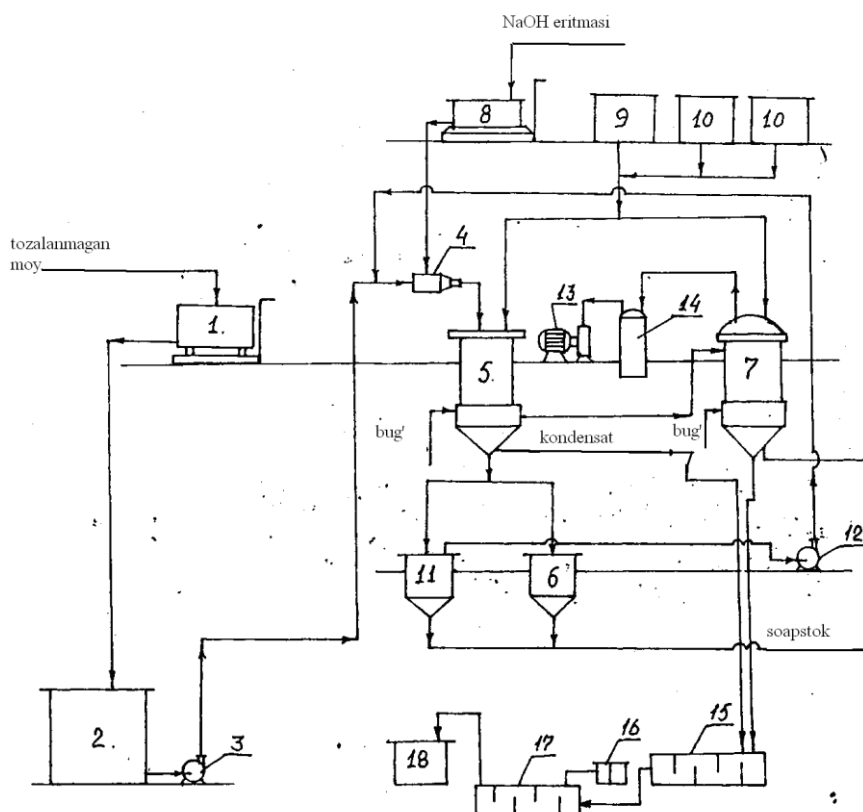 NaOH eritmasi
8
9
10
10
4
tozalanmagan
moy
1.
13
14
5.
7
bug'
kondensat
bug'
12
11
6
soapstok
2.
3
18
17
16
15